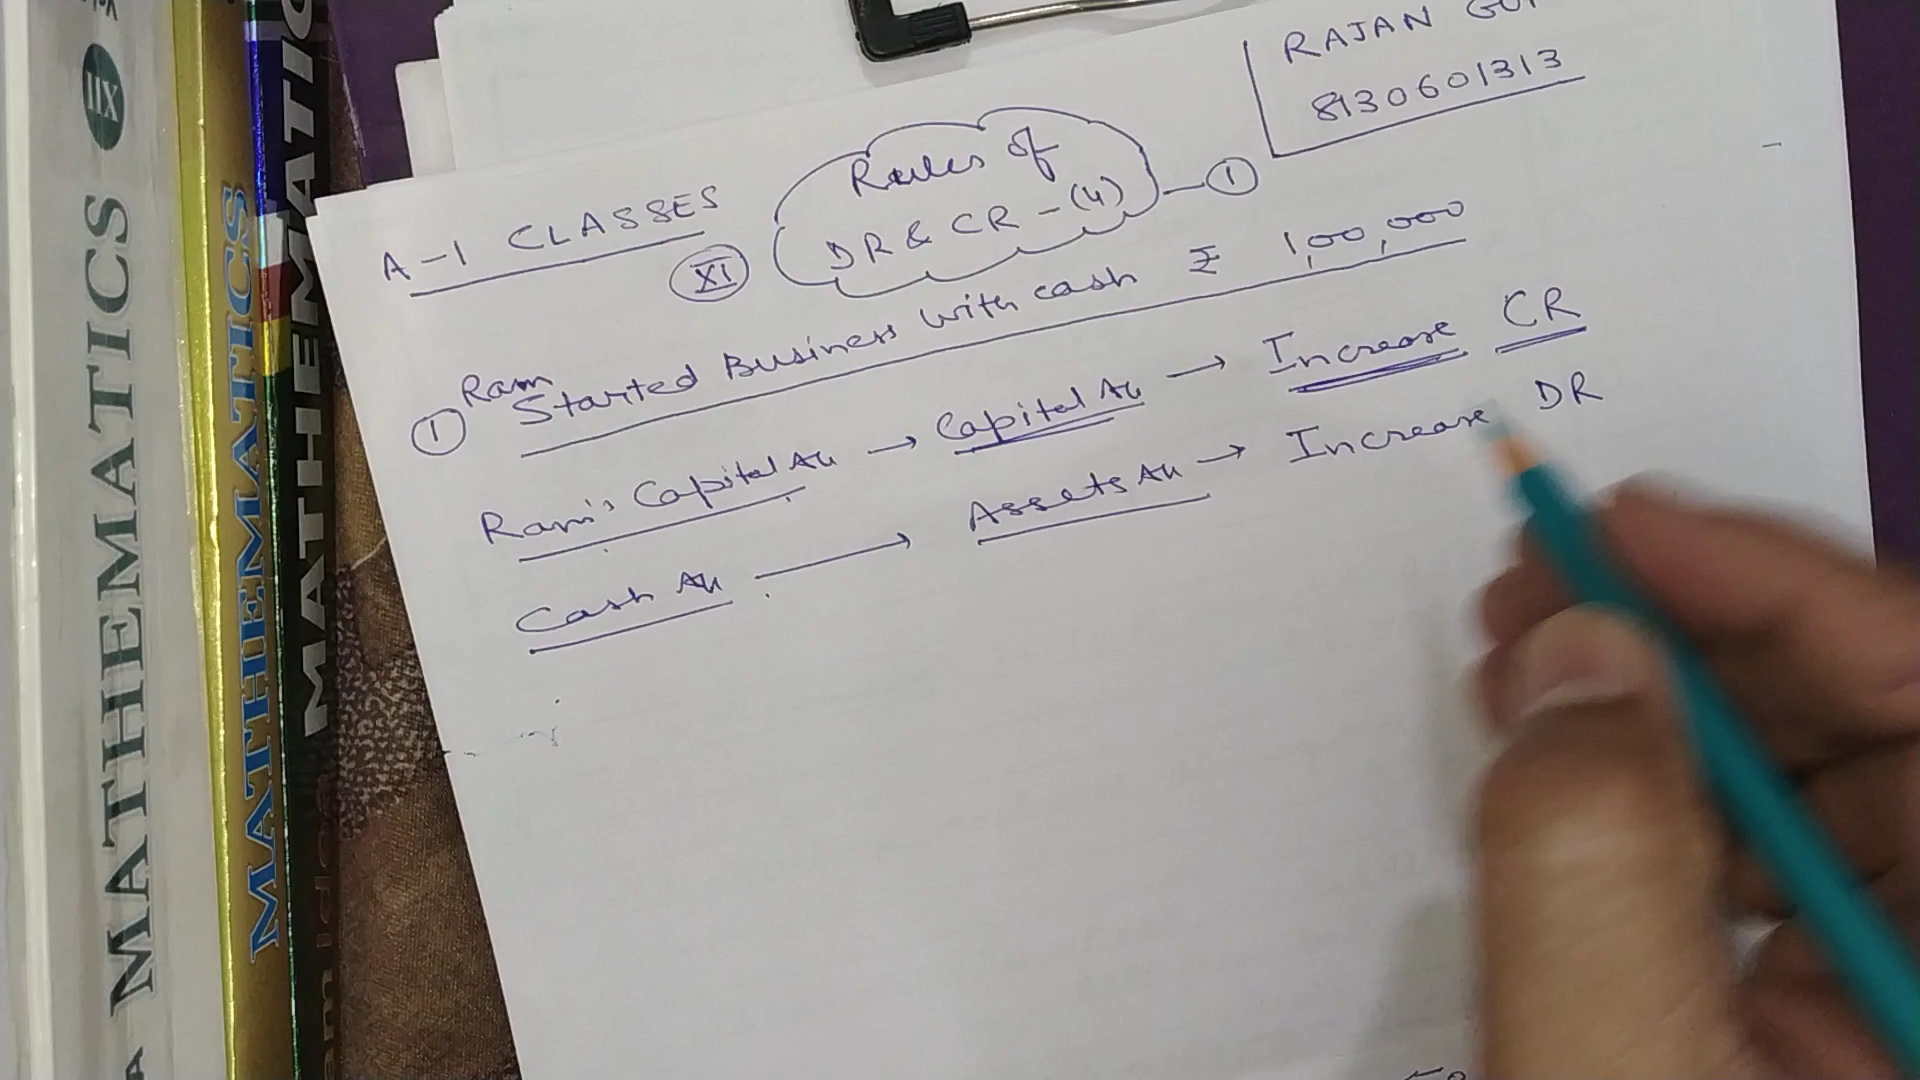 RAJAN
8130601313
A-1 CLASSES
XI
Rules of
DR & CR - (4)
1
1 Ram Started Business with cash ₹ 1,00,000
Ram's Capital A/c → Capital A/c → Increase CR
Cash A/c → Assets A/c → Increase DR
MATHEMATICS XII
MATHEMATICS
MATHEMATIC